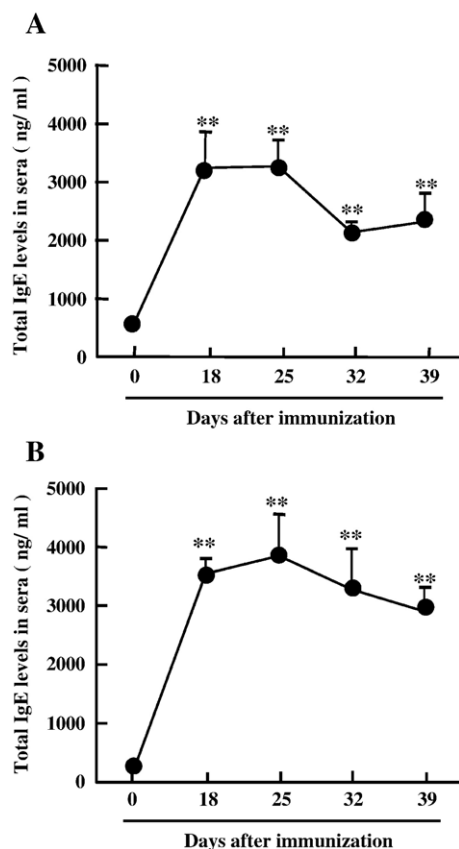 A
Total IgE levels in sera ( ng/ ml )
5000
4000
3000
2000
1000
0
** ** ** **
0 18 25 32 39
Days after immunization
B
Total IgE levels in sera ( ng/ ml )
5000
4000
3000
2000
1000
0
** ** ** **
0 18 25 32 39
Days after immunization